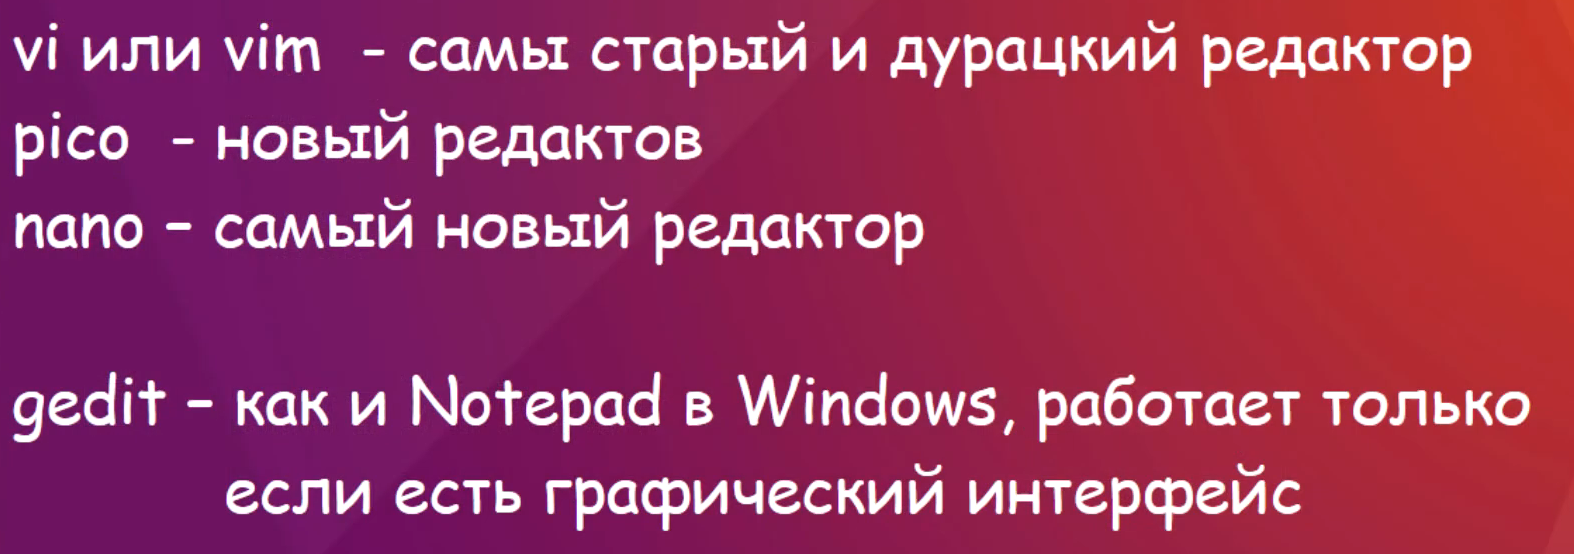 vi или vim - самы старый и дурацкий редактор
pico - новый редактов
nano – самый новый редактор
gedit – как и Notepad в Windows, работает только
если есть графический интерфейс